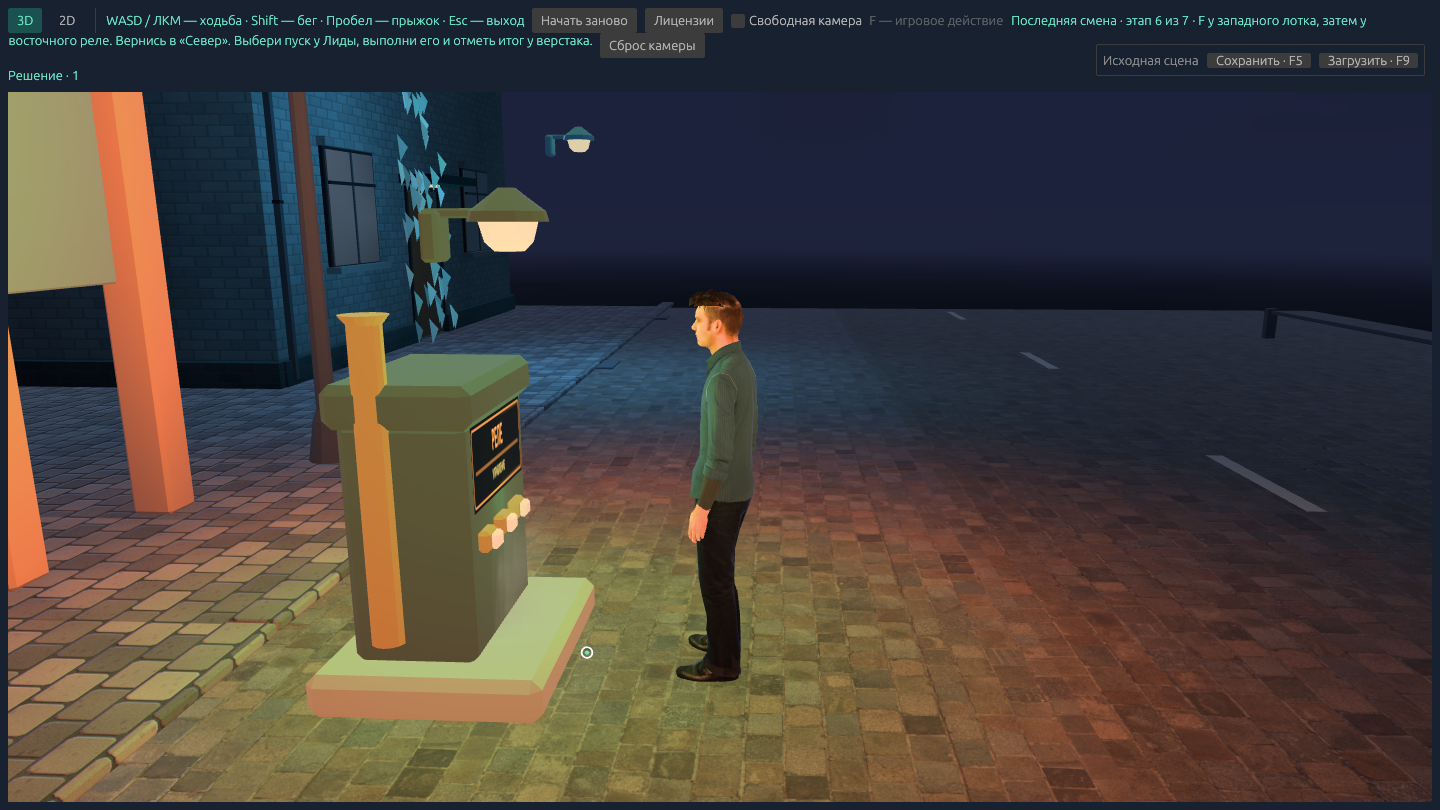 3D 2D WASD / ЛКМ — ходьба · Shift — бег · Пробел — прыжок · Esc — выход Начать заново Лицензии Свободная камера F — игровое действие Последняя смена · этап 6 из 7 · F у западного лотка, затем у
восточного реле. Вернись в «Север». Выбери пуск у Лиды, выполни его и отметь итог у верстака. Сброс камеры
Исходная сцена Сохранить · F5 Загрузить · F9
Решение · 1
РЕЛЕ